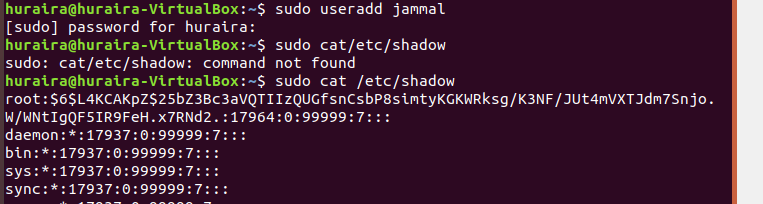 huraira@huraira-VirtualBox:~$ sudo useradd jammal
[sudo] password for huraira:
huraira@huraira-VirtualBox:~$ sudo cat/etc/shadow
sudo: cat/etc/shadow: command not found
huraira@huraira-VirtualBox:~$ sudo cat /etc/shadow
root:$6$L4KCAKpZ$25bZ3Bc3aVQTIIzQUGfsnCsbP8simtyKGKWRksg/K3NF/JUt4mVXTJdm7Snjo.
W/WNtIgQF5IR9FeH.x7RNd2.:17964:0:99999:7:::
daemon:*:17937:0:99999:7:::
bin:*:17937:0:99999:7:::
sys:*:17937:0:99999:7:::
sync:*:17937:0:99999:7:::